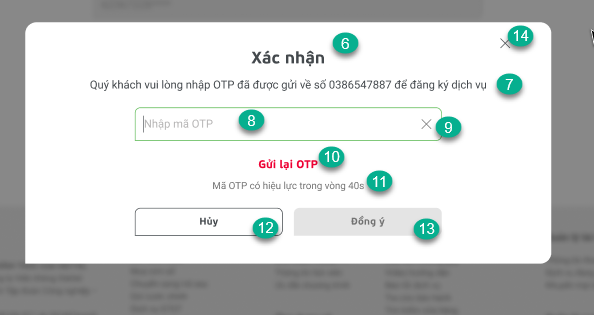 14
Xác nhận 6
Quý khách vui lòng nhập OTP đã được gửi về số 0386547887 để đăng ký dịch vụ 7
Nhập mã OTP 8 9
Gửi lại OTP 10
Mã OTP có hiệu lực trong vòng 40s 11
Hủy 12 Đồng ý 13